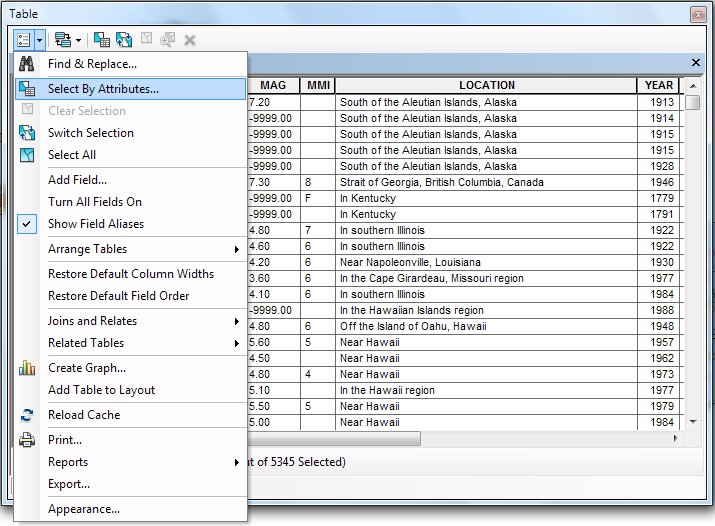 Table
Find & Replace...
Select By Attributes...
Clear Selection
Switch Selection
Select All
Add Field...
Turn All Fields On
Show Field Aliases
Arrange Tables
Restore Default Column Widths
Restore Default Field Order
Joins and Relates
Related Tables
Create Graph...
Add Table to Layout
Reload Cache
Print...
Reports
Export...
Appearance...
MAG MMI LOCATION YEAR
7.20 South of the Aleutian Islands, Alaska 1913
-9999.00 South of the Aleutian Islands, Alaska 1914
-9999.00 South of the Aleutian Islands, Alaska 1915
-9999.00 South of the Aleutian Islands, Alaska 1915
-9999.00 South of the Aleutian Islands, Alaska 1928
7.30 8 Strait of Georgia, British Columbia, Canada 1946
-9999.00 F In Kentucky 1779
-9999.00 In Kentucky 1791
4.80 7 In southern Illinois 1922
4.60 6 In southern Illinois 1922
4.20 6 Near Napoleonville, Louisiana 1930
3.60 6 In the Cape Girardeau, Missouri region 1977
4.10 6 In southern Illinois 1984
-9999.00 In the Hawaiian Islands region 1988
4.80 6 Off the Island of Oahu, Hawaii 1948
5.60 5 Near Hawaii 1957
4.50 Near Hawaii 1962
4.80 4 Near Hawaii 1973
5.10 In the Hawaii region 1977
5.50 5 Near Hawaii 1979
5.00 Near Hawaii 1984
t of 5345 Selected)